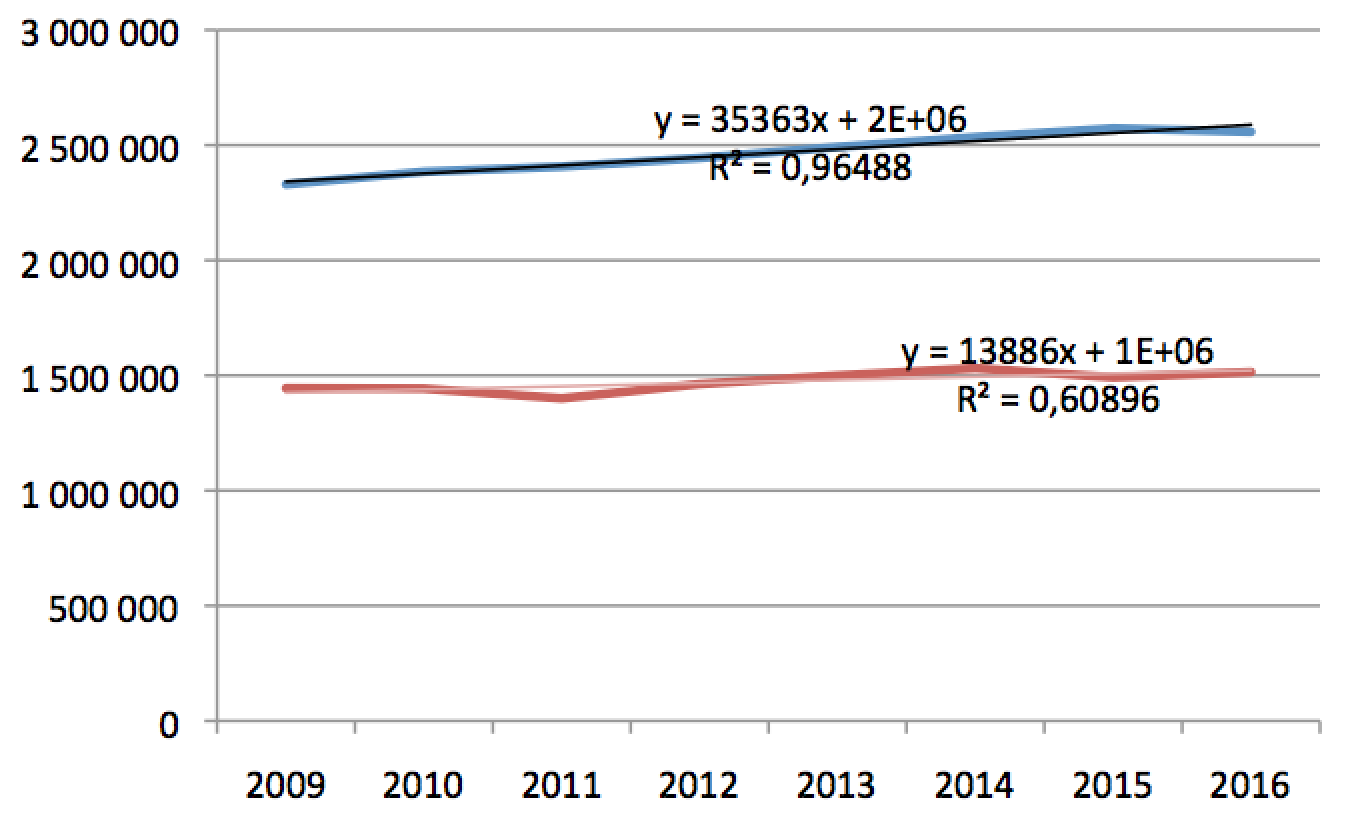 3 000 000
2 500 000
2 000 000
1 500 000
1 000 000
500 000
0
y = 35363x + 2E+06
R² = 0,96488
y = 13886x + 1E+06
R² = 0,60896
2009 2010 2011 2012 2013 2014 2015 2016